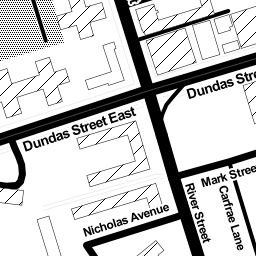 Dundas Stre
Dundas Street East
Mark Stree
River Street
Carfrae Lane
Nicholas Avenue